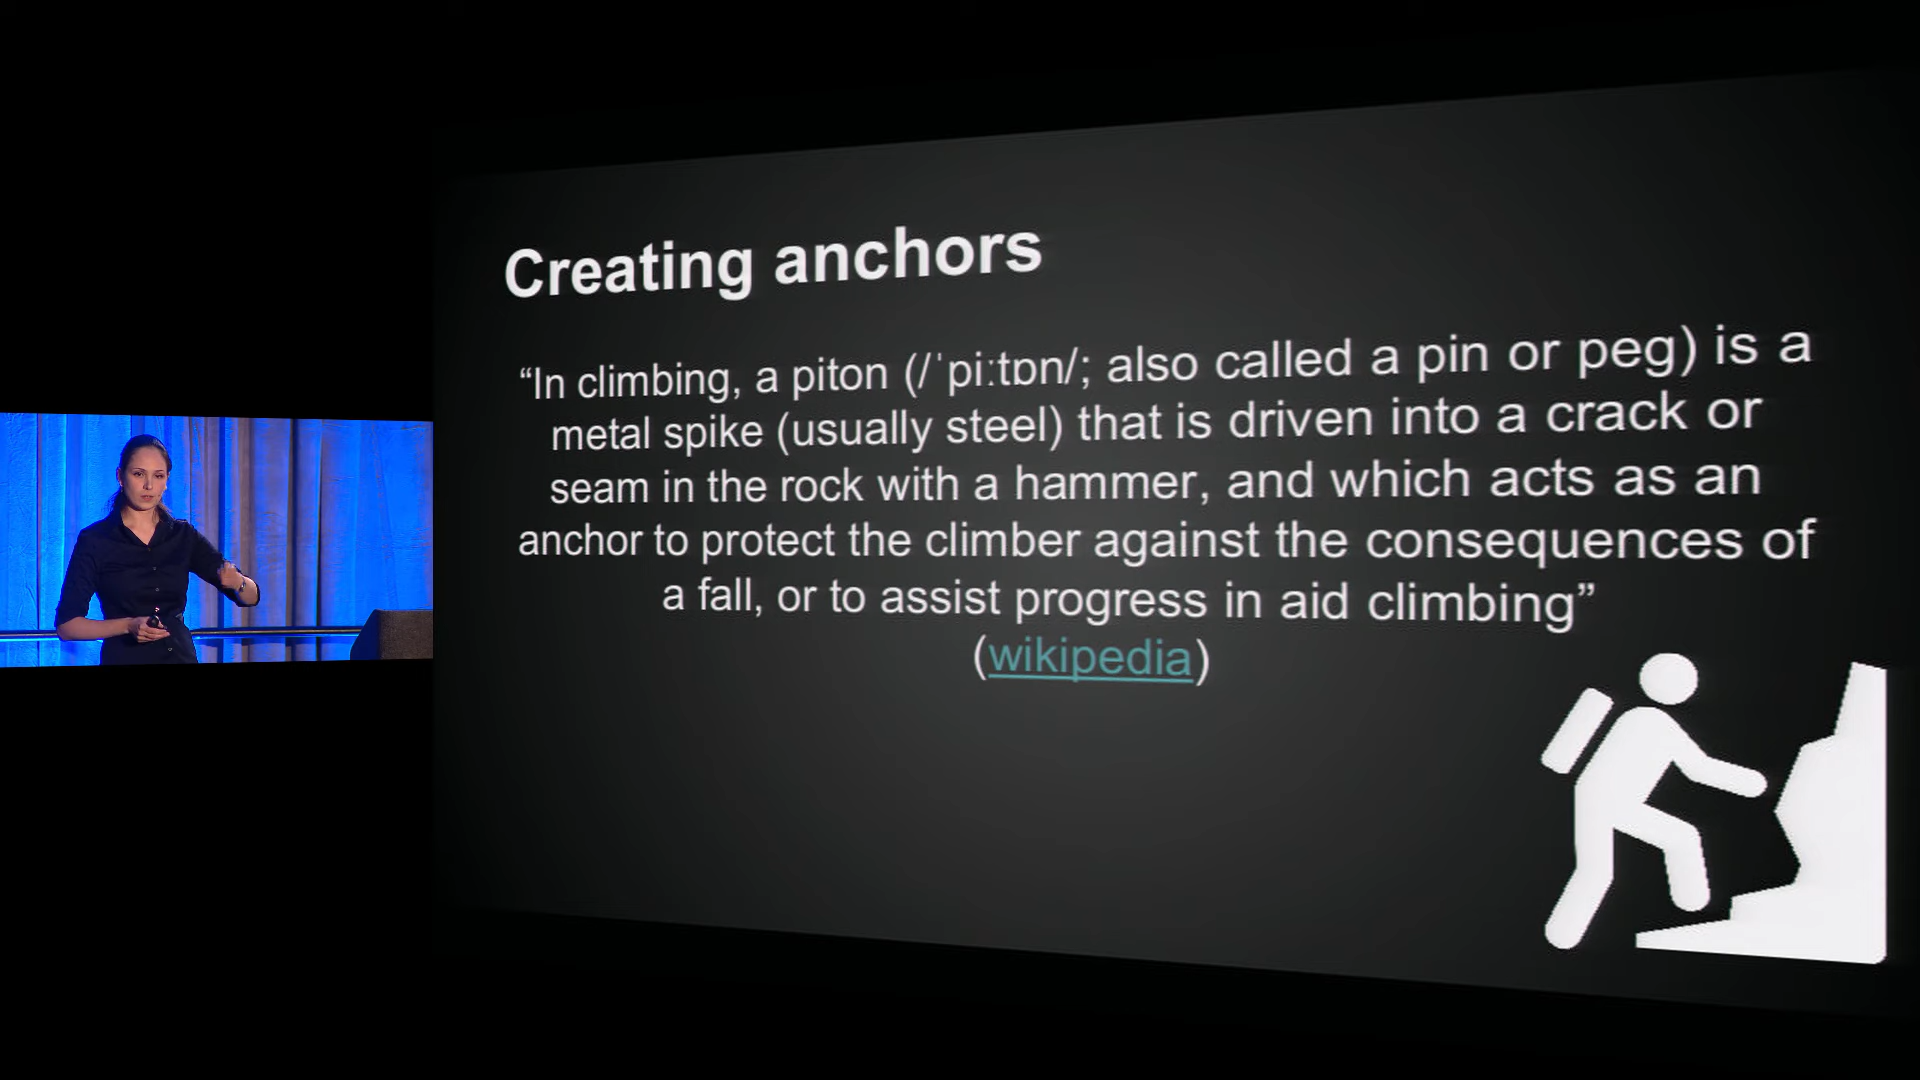 Creating anchors
“In climbing, a piton (/ˈpiːtɒn/; also called a pin or peg) is a
metal spike (usually steel) that is driven into a crack or
seam in the rock with a hammer, and which acts as an
anchor to protect the climber against the consequences of
a fall, or to assist progress in aid climbing”
(wikipedia)